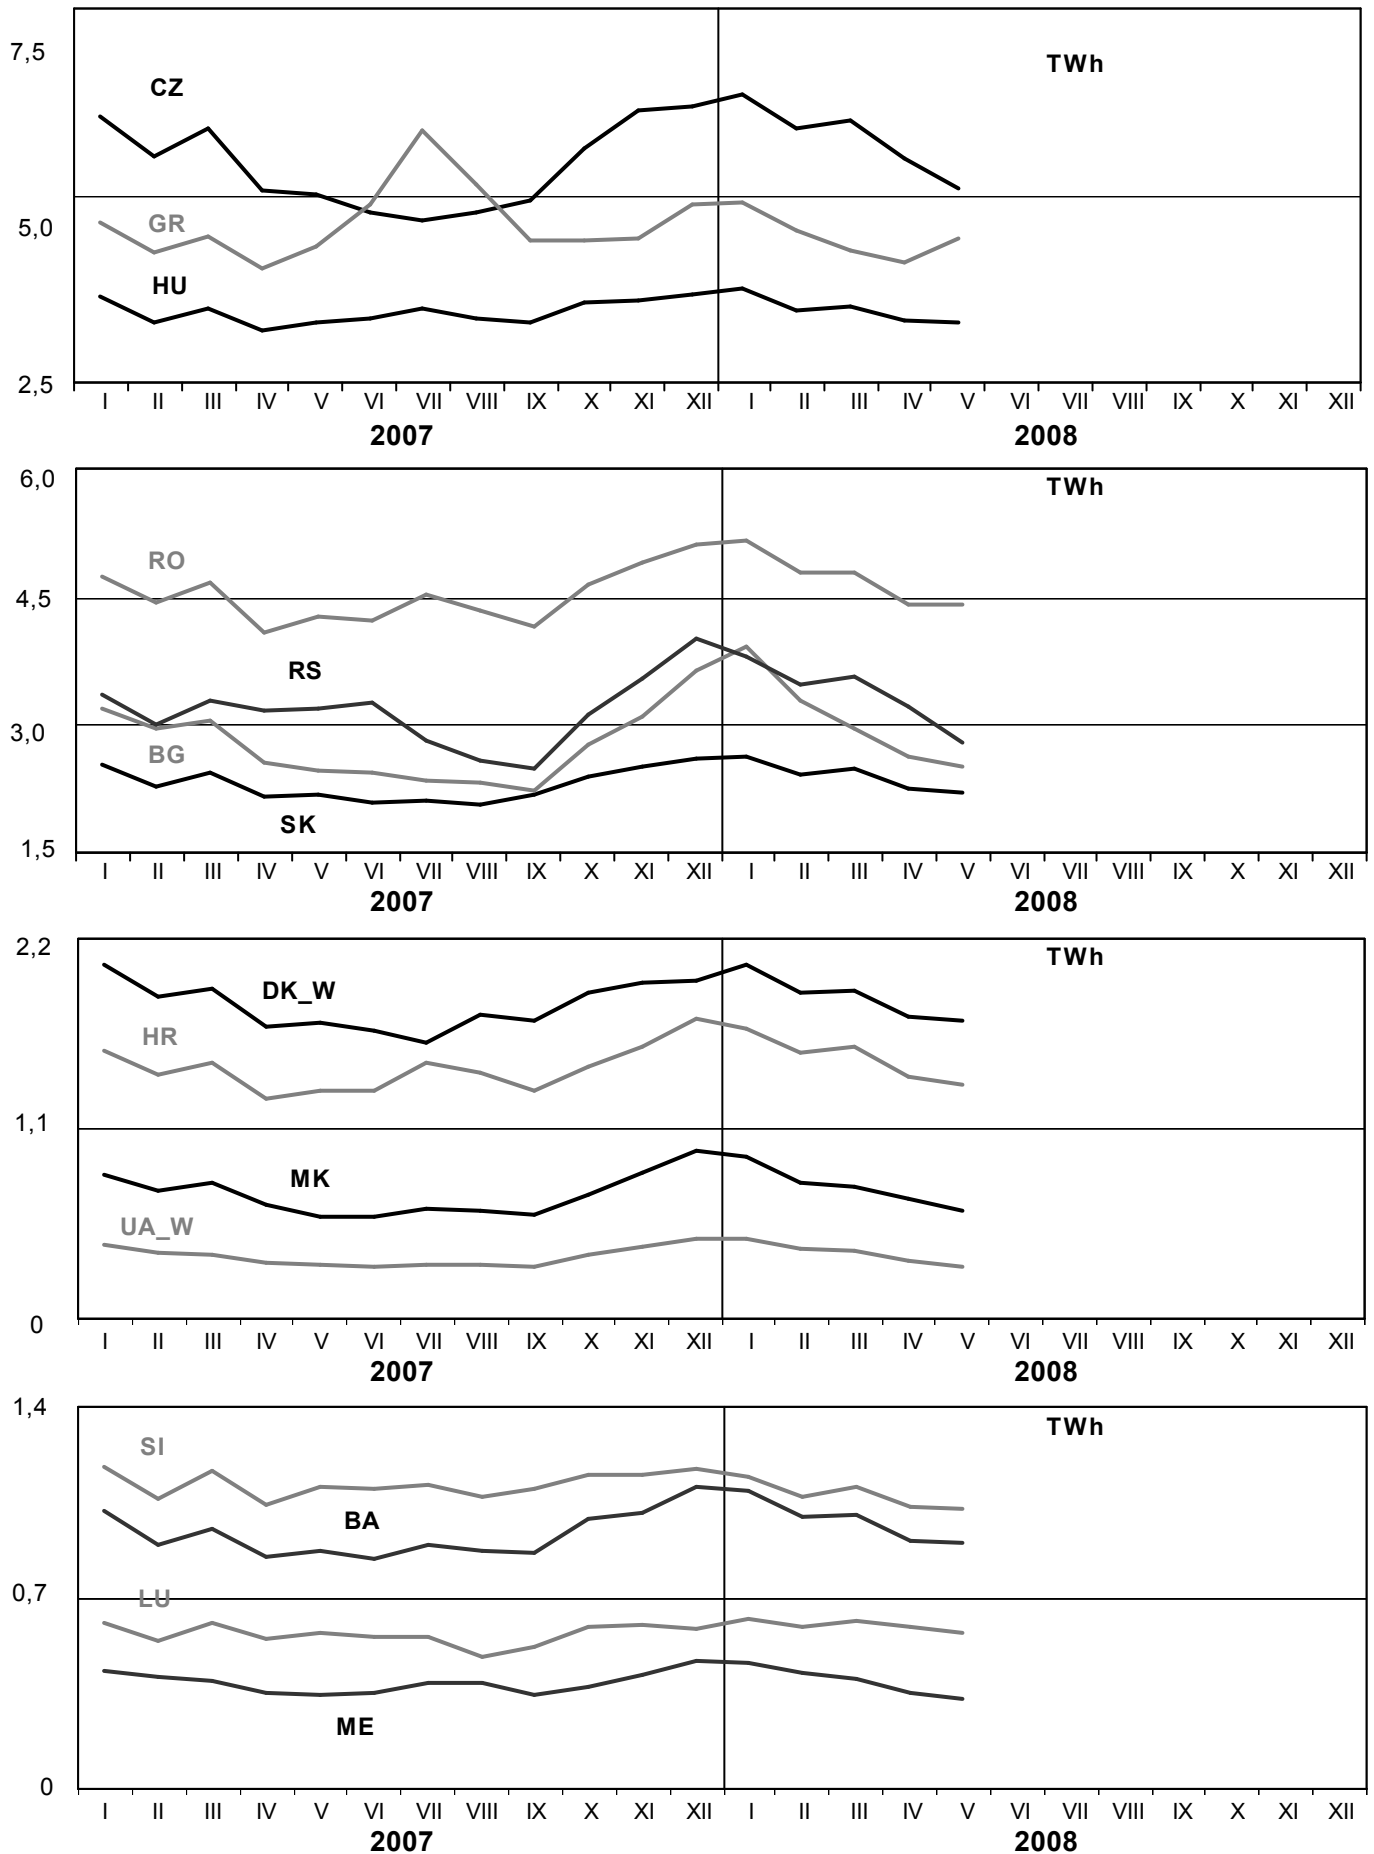 7,5
TWh
CZ
GR
5,0
HU
2,5
I II III IV V VI VII VIII IX X XI XII I II III IV V VI VII VIII IX X XI XII
2007 2008
6,0
TWh
RO
4,5
RS
3,0
BG
SK
1,5
I II III IV V VI VII VIII IX X XI XII I II III IV V VI VII VIII IX X XI XII
2007 2008
2,2
TWh
DK_W
HR
1,1
MK
UA_W
0
I II III IV V VI VII VIII IX X XI XII I II III IV V VI VII VIII IX X XI XII
2007 2008
1,4
TWh
SI
BA
0,7
LU
ME
0
I II III IV V VI VII VIII IX X XI XII I II III IV V VI VII VIII IX X XI XII
2007 2008